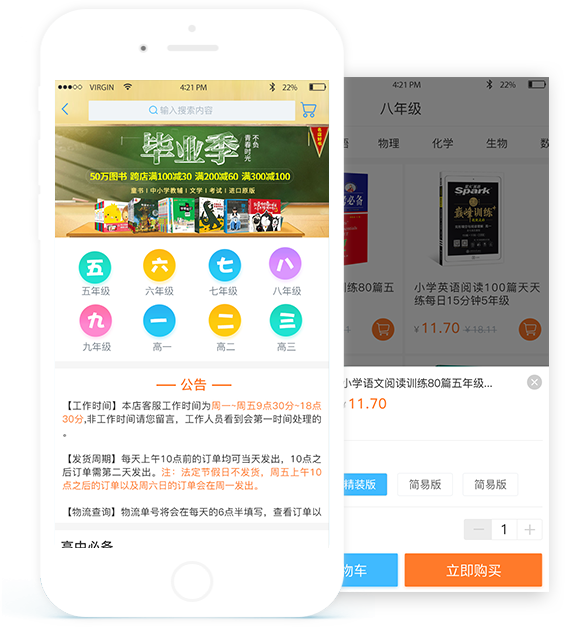 VIRGIN 4:21 PM 22%
输入搜索内容
毕业季
不负
青春时光
50万图书 跨店满100减30 满200减60 满300减100
童书 | 中小学教辅 | 文学 | 考试 | 进口原版
五 六 七 八
五年级 六年级 七年级 八年级
九 一 二 三
九年级 高一 高二 高三
公告
【工作时间】本店客服工作时间为周一~周五9点30分~18点
30分,非工作时间请您留言，工作人员看到会第一时间处理的
。
【发货周期】每天上午10点前的订单均可当天发出，10点之
后订单需第二天发出。注：法定节假日不发货，周五上午10
点之后的订单以及周六日的订单会在周一发出。
【物流查询】物流单号将会在每天的6点半填写，查看订单以
高中必备
4:21 PM 22%
八年级
语 物理 化学 生物 数
必备
Spark
巅峰训练
训练80篇五
小学英语阅读100篇天天
练每日15分钟5年级
¥11.70 ¥18.11
小学语文阅读训练80篇五年级...
11.70
精装版 简易版 简易版
1
物车 立即购买